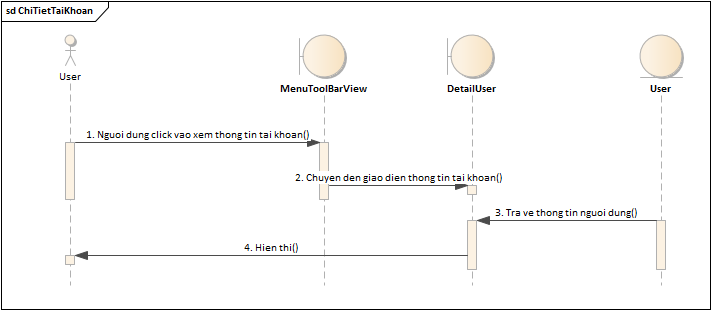 sd ChiTietTaiKhoan
User
MenuToolBarView
DetailUser
User
1. Nguoi dung click vao xem thong tin tai khoan()
2. Chuyen den giao dien thong tin tai khoan()
3. Tra ve thong tin nguoi dung()
4. Hien thi()